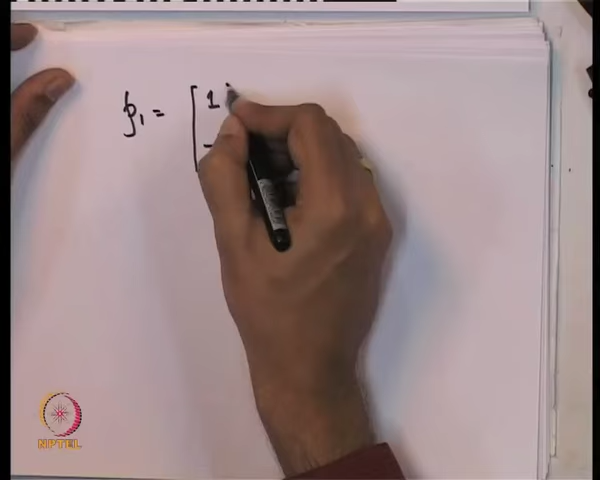 φ₁ = [ 1
NPTEL